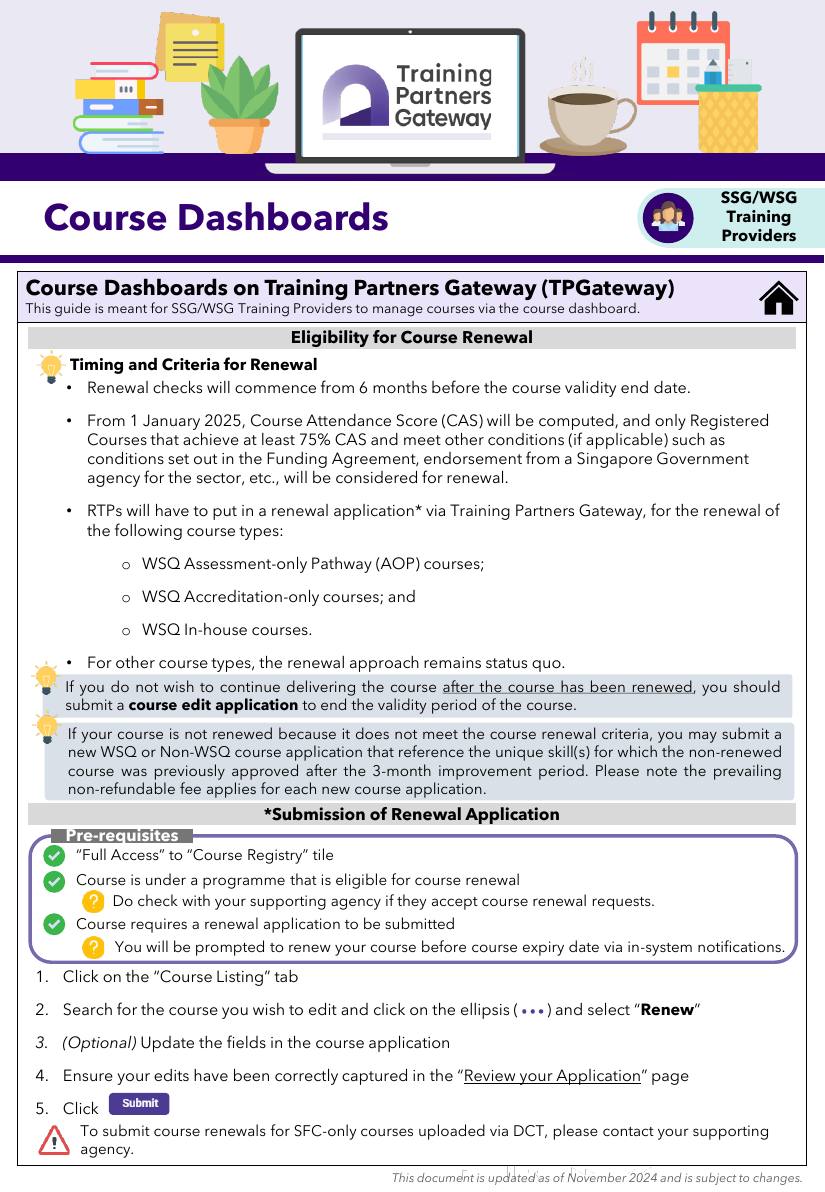 Training
Partners
Gateway
Course Dashboards
SSG/WSG
Training
Providers
Course Dashboards on Training Partners Gateway (TPGateway)
This guide is meant for SSG/WSG Training Providers to manage courses via the course dashboard.
Eligibility for Course Renewal
Timing and Criteria for Renewal
• Renewal checks will commence from 6 months before the course validity end date.
• From 1 January 2025, Course Attendance Score (CAS) will be computed, and only Registered
Courses that achieve at least 75% CAS and meet other conditions (if applicable) such as
conditions set out in the Funding Agreement, endorsement from a Singapore Government
agency for the sector, etc., will be considered for renewal.
• RTPs will have to put in a renewal application* via Training Partners Gateway, for the renewal of
the following course types:
o WSQ Assessment-only Pathway (AOP) courses;
o WSQ Accreditation-only courses; and
o WSQ In-house courses.
• For other course types, the renewal approach remains status quo.
If you do not wish to continue delivering the course after the course has been renewed, you should
submit a course edit application to end the validity period of the course.
If your course is not renewed because it does not meet the course renewal criteria, you may submit a
new WSQ or Non-WSQ course application that reference the unique skill(s) for which the non-renewed
course was previously approved after the 3-month improvement period. Please note the prevailing
non-refundable fee applies for each new course application.
*Submission of Renewal Application
Pre-requisites
“Full Access” to “Course Registry” tile
Course is under a programme that is eligible for course renewal
? Do check with your supporting agency if they accept course renewal requests.
Course requires a renewal application to be submitted
? You will be prompted to renew your course before course expiry date via in-system notifications.
1. Click on the “Course Listing” tab
2. Search for the course you wish to edit and click on the ellipsis (•••) and select “Renew”
3. (Optional) Update the fields in the course application
4. Ensure your edits have been correctly captured in the “Review your Application” page
5. Click Submit
To submit course renewals for SFC-only courses uploaded via DCT, please contact your supporting
agency.
This document is updated as of November 2024 and is subject to changes.